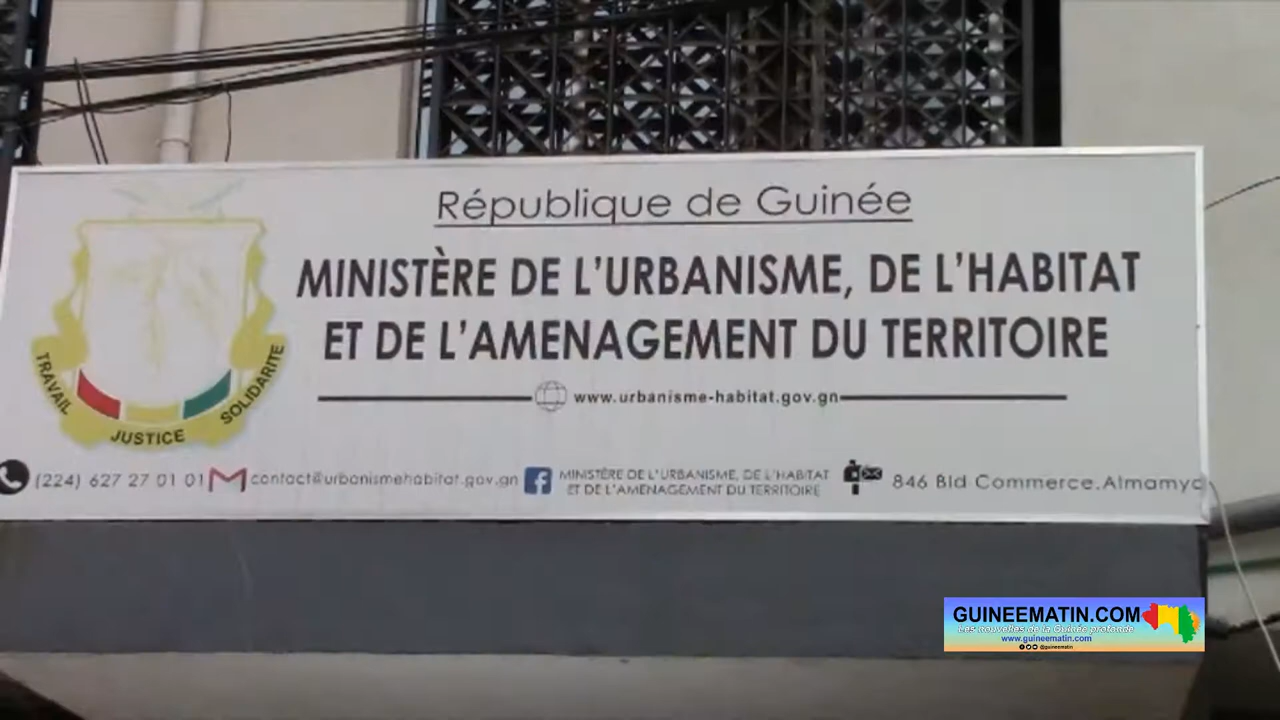 République de Guinée
MINISTÈRE DE L'URBANISME, DE L'HABITAT
ET DE L'AMENAGEMENT DU TERRITOIRE
www.urbanisme-habitat.gov.gn
TRAVAIL
JUSTICE
SOLIDARITE
(224) 627 27 01 01
contact@urbanismehabitat.gov.gn
MINISTÈRE DE L'URBANISME, DE L'HABITAT
ET DE L'AMENAGEMENT DU TERRITOIRE
846 Bld Commerce.Almamya
GUINEEMATIN.COM
Les nouvelles de la Guinée profonde
www.guineematin.com
@guineematin